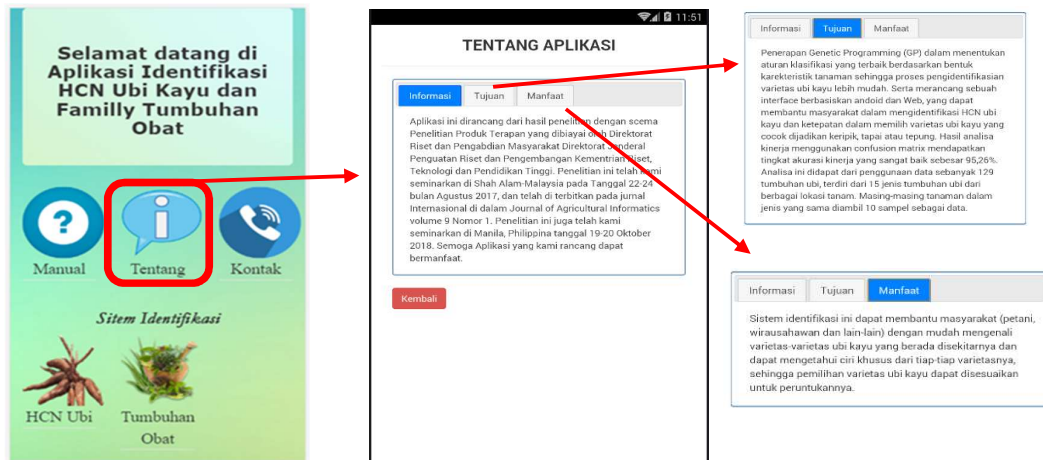 Selamat datang di
Aplikasi Identifikasi
HCN Ubi Kayu dan
Familly Tumbuhan
Obat
Manual
Tentang
Kontak
Sitem Identifikasi
HCN Ubi
Tumbuhan
Obat
11:51
TENTANG APLIKASI
Informasi
Tujuan
Manfaat
Aplikasi ini dirancang dari hasil penelitian dengan scema
Penelitian Produk Terapan yang dibiayai oleh Direktorat
Riset dan Pengabdian Masyarakat Direktorat Jenderal
Penguatan Riset dan Pengembangan Kementrian Riset,
Teknologi dan Pendidikan Tinggi. Penelitian ini telah kami
seminarkan di Shah Alam-Malaysia pada Tanggal 22-24
bulan Agustus 2017, dan telah di terbitkan pada jurnal
Internasional di dalam Journal of Agricultural Informatics
volume 9 Nomor 1. Penelitian ini juga telah kami
seminarkan di Manila, Philippina tanggal 19-20 Oktober
2018. Semoga Aplikasi yang kami rancang dapat
bermanfaat.
Kembali
Informasi
Tujuan
Manfaat
Penerapan Genetic Programming (GP) dalam menentukan
aturan klasifikasi yang terbaik berdasarkan bentuk
karekteristik tanaman sehingga proses pengidentifikasian
varietas ubi kayu lebih mudah. Serta merancang sebuah
interface berbasiskan andoid dan Web, yang dapat
membantu masyarakat dalam mengidentifikasi HCN ubi
kayu dan ketepatan dalam memilih varietas ubi kayu yang
cocok dijadikan keripik, tapai atau tepung. Hasil analisa
kinerja menggunakan confusion matrix mendapatkan
tingkat akurasi kinerja yang sangat baik sebesar 95,26%.
Analisa ini didapat dari penggunaan data sebanyak 129
tumbuhan ubi, terdiri dari 15 jenis tumbuhan ubi dari
berbagai lokasi tanam. Masing-masing tanaman dalam
jenis yang sama diambil 10 sampel sebagai data.
Informasi
Tujuan
Manfaat
Sistem identifikasi ini dapat membantu masyarakat (petani,
wirausahawan dan lain-lain) dengan mudah mengenali
varietas-varietas ubi kayu yang berada disekitarnya dan
dapat mengetahui ciri khusus dari tiap-tiap varietasnya,
sehingga pemilihan varietas ubi kayu dapat disesuaikan
untuk peruntukannya.